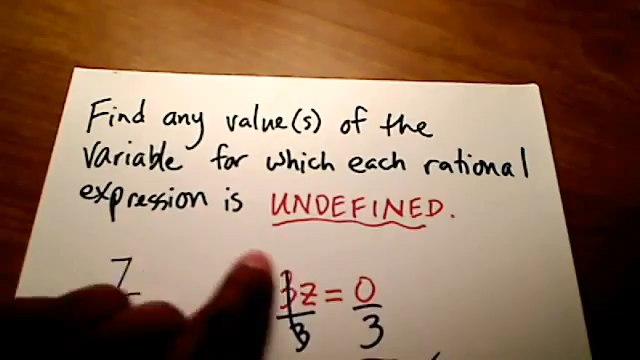 Find any value(s) of the
variable for which each rational
expression is UNDEFINED.
7
3z = 0
3 3